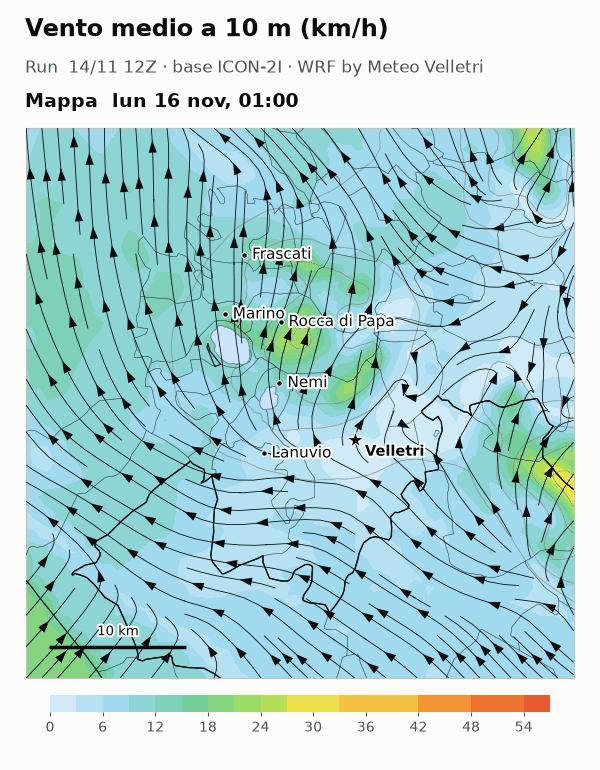 Vento medio a 10 m (km/h)
Run 14/11 12Z · base ICON-2I · WRF by Meteo Velletri
Mappa lun 16 nov, 01:00
Frascati
Marino
Rocca di Papa
Nemi
Velletri
Lanuvio
10 km
0 6 12 18 24 30 36 42 48 54